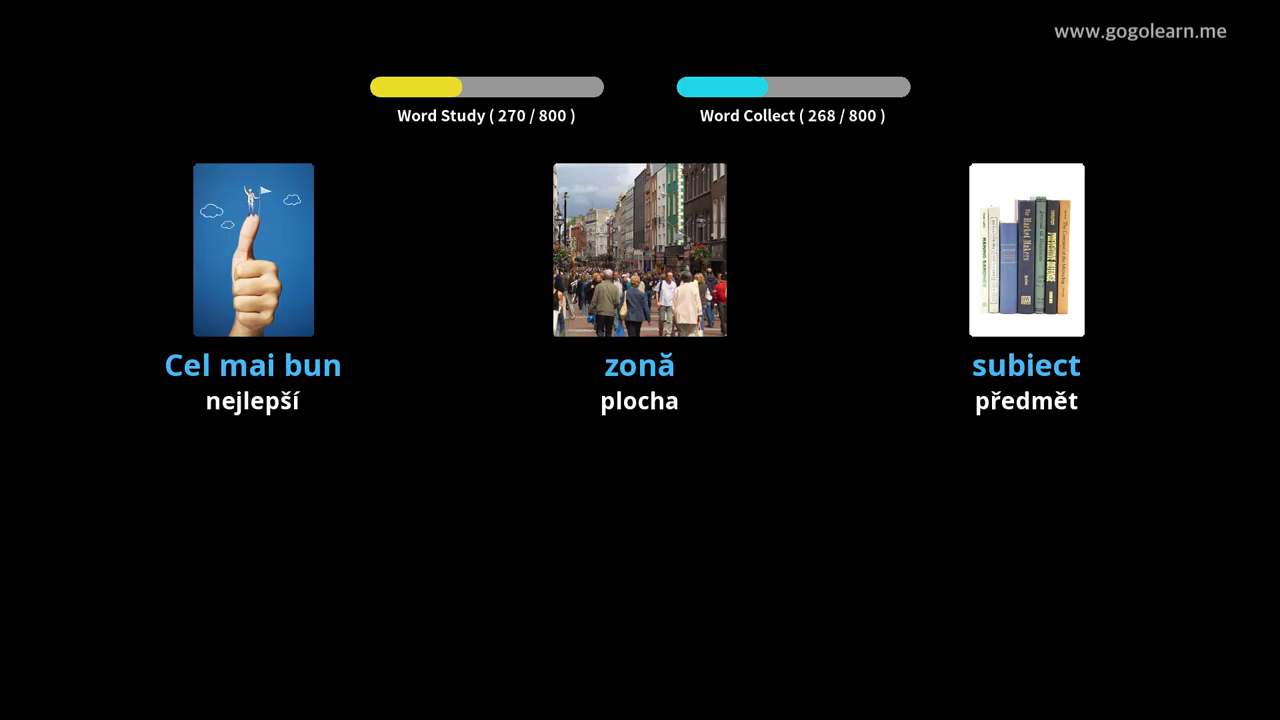 www.gogolearn.me
Word Study ( 270 / 800 )
Word Collect ( 268 / 800 )
Cel mai bun
zonă
subiect
nejlepší
plocha
předmět